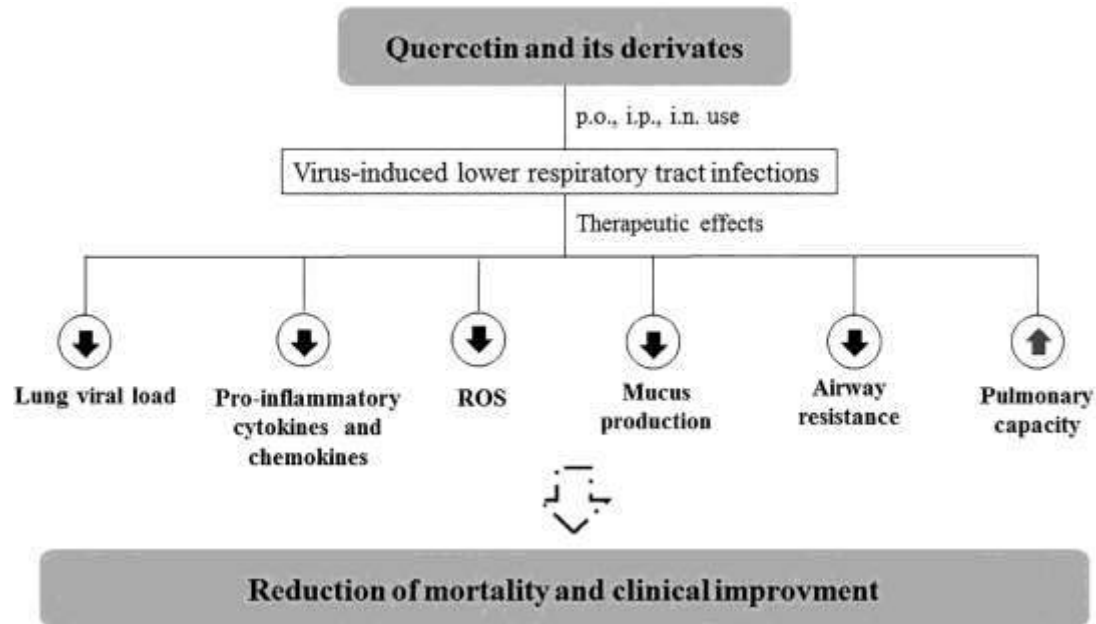 Quercetin and its derivates
p.o., i.p., i.n. use
Virus-induced lower respiratory tract infections
Therapeutic effects
Lung viral load
Pro-inflammatory
cytokines and
chemokines
ROS
Mucus
production
Airway
resistance
Pulmonary
capacity
Reduction of mortality and clinical improvment